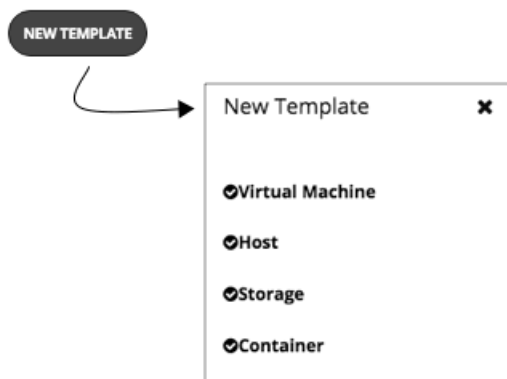 NEW TEMPLATE
New Template
Virtual Machine
Host
Storage
Container